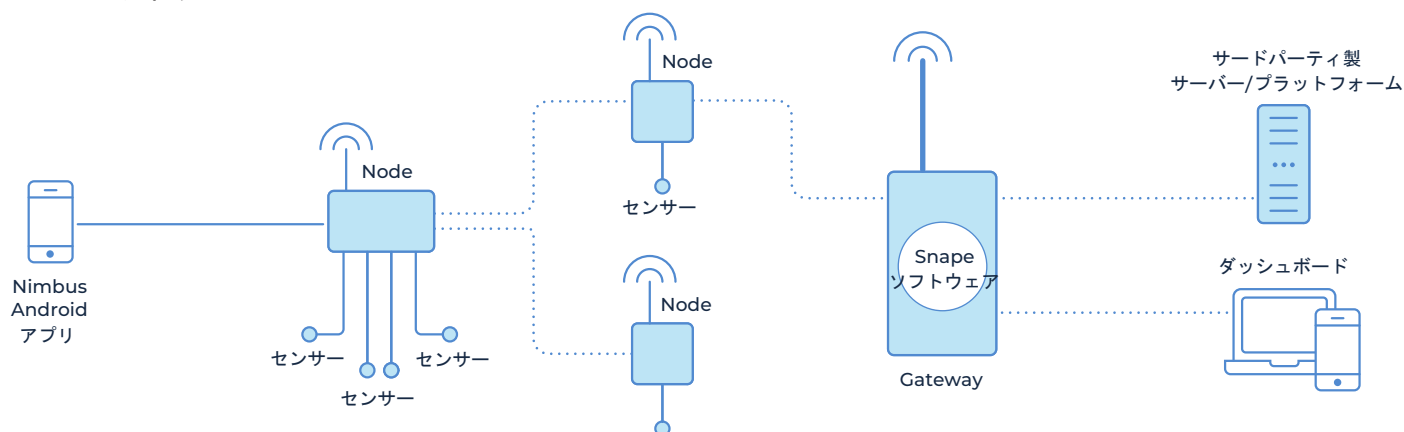 Node
サードパーティ製
サーバー/プラットフォーム
Node
センサー
Snape
ソフトウェア
ダッシュボード
Nimbus
Android
アプリ
Node
センサー
センサー
センサー
Gateway